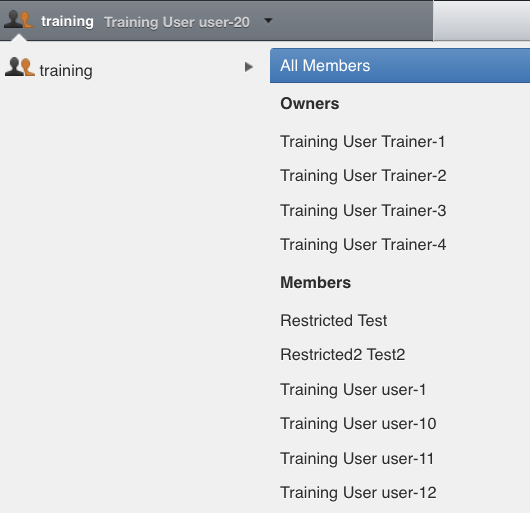 training Training User user-20
training
All Members
Owners
Training User Trainer-1
Training User Trainer-2
Training User Trainer-3
Training User Trainer-4
Members
Restricted Test
Restricted2 Test2
Training User user-1
Training User user-10
Training User user-11
Training User user-12